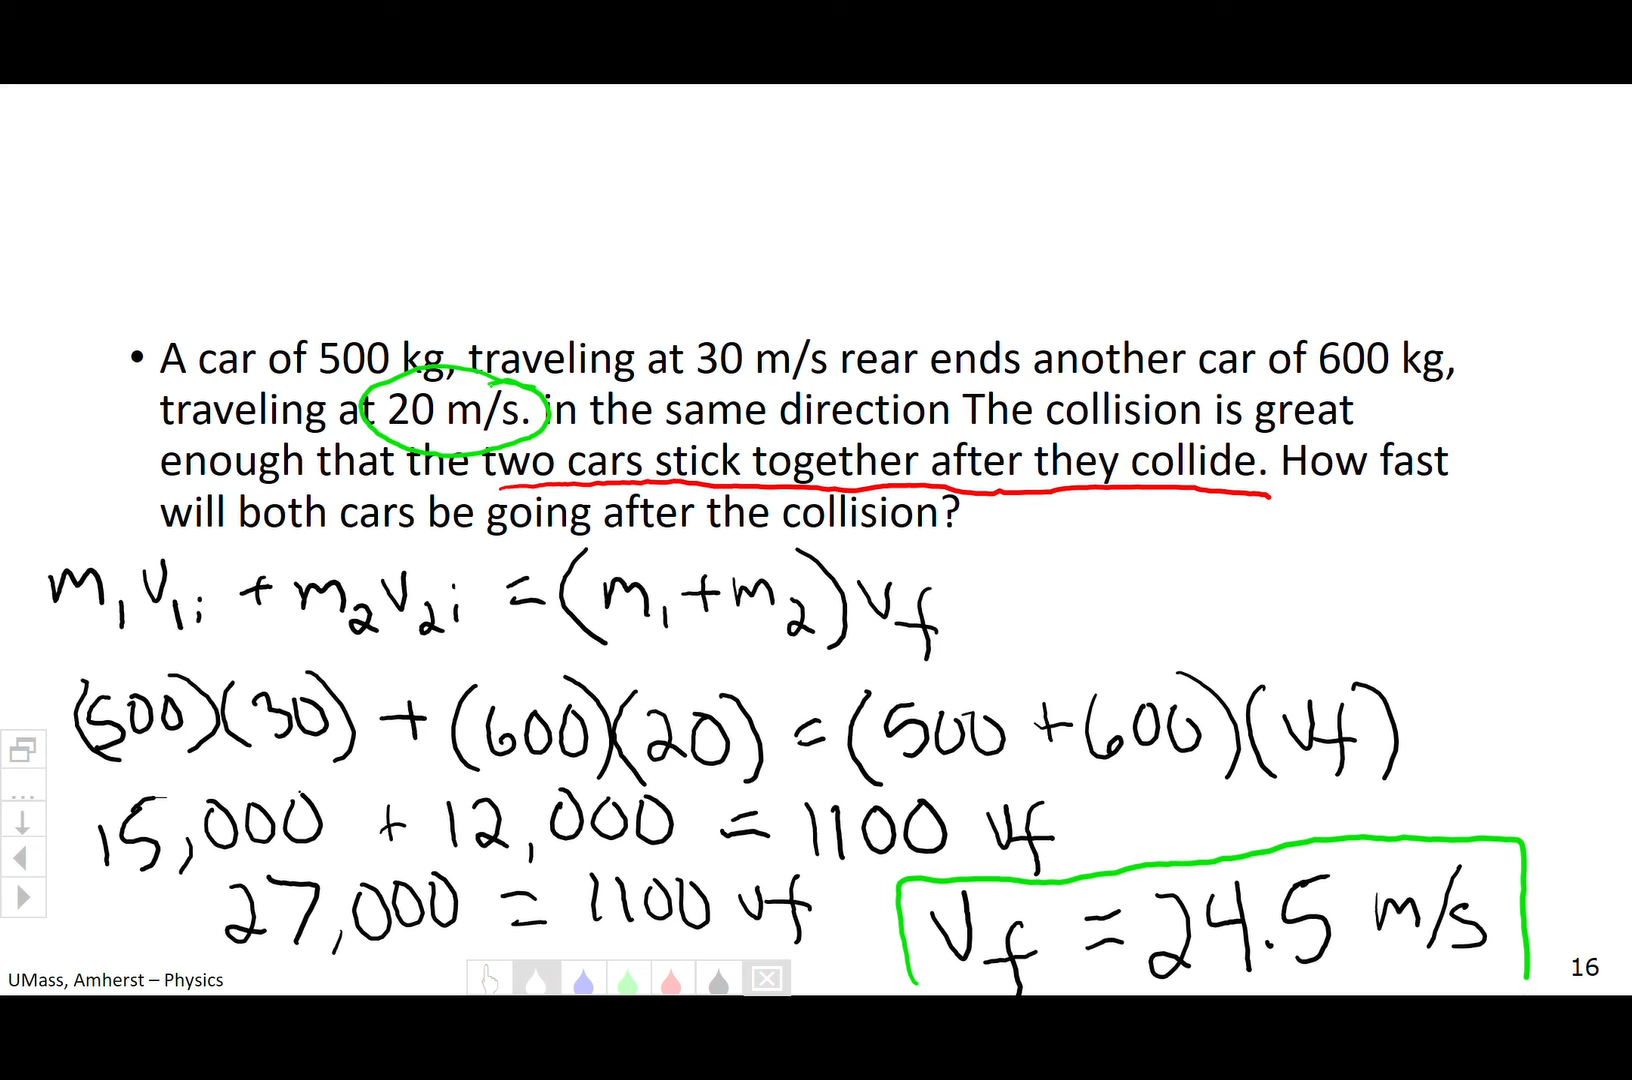 • A car of 500 kg, traveling at 30 m/s rear ends another car of 600 kg,
traveling at 20 m/s. in the same direction The collision is great
enough that the two cars stick together after they collide. How fast
will both cars be going after the collision?
m₁v₁ᵢ + m₂v₂ᵢ = (m₁+m₂)vf
(500)(30) + (600)(20) = (500+600)(vf)
15,000 + 12,000 = 1100 vf
27,000 = 1100 vf
vf = 24.5 m/s
UMass, Amherst – Physics
16